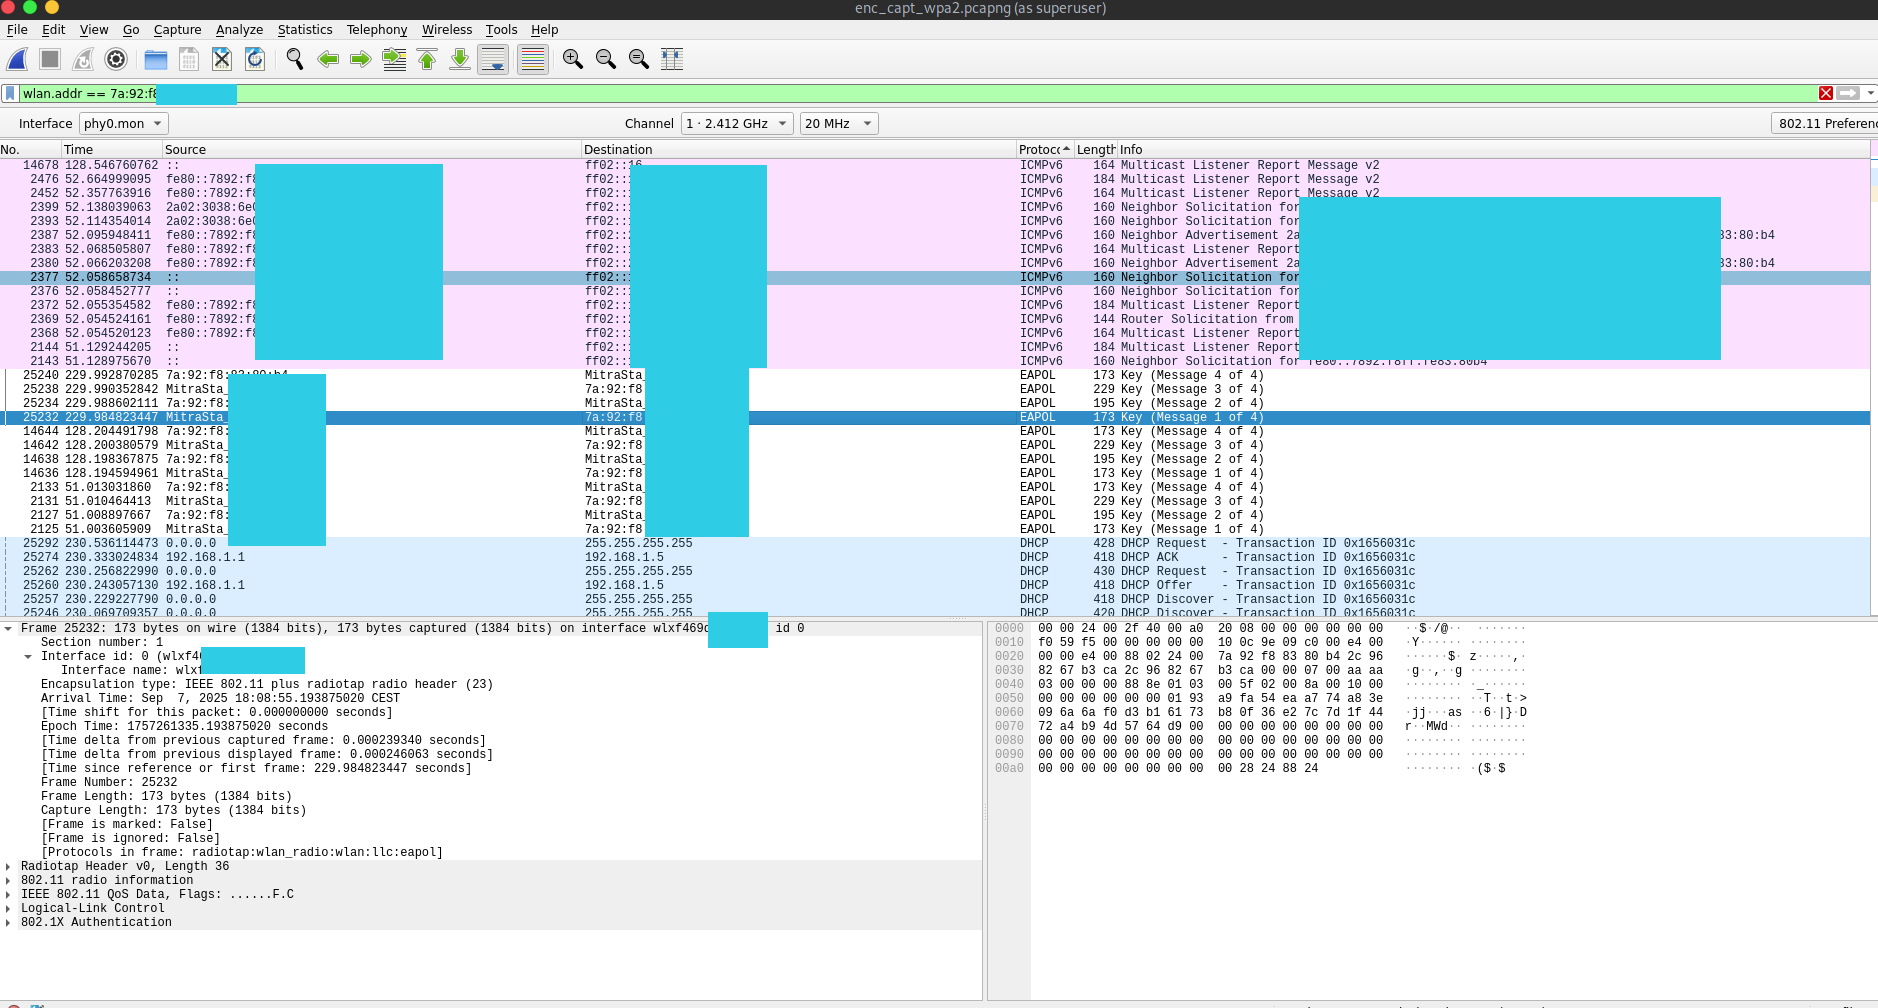 enc_capt_wpa2.pcapng (as superuser)
File Edit View Go Capture Analyze Statistics Telephony Wireless Tools Help
wlan.addr == 7a:92:f8
Interface phy0.mon Channel 1 · 2.412 GHz 20 MHz 802.11 Preferen
No. Time Source Destination Protoc Length Info
14678 128.546760762 :: ff02::16 ICMPv6 164 Multicast Listener Report Message v2
2476 52.664999095 fe80::7892:f8 ff02:: ICMPv6 184 Multicast Listener Report Message v2
2452 52.357763916 fe80::7892:f8 ff02:: ICMPv6 164 Multicast Listener Report Message v2
2399 52.138039063 2a02:3038:6e0 ff02:: ICMPv6 160 Neighbor Solicitation for
2393 52.114354014 2a02:3038:6e0 ff02:: ICMPv6 160 Neighbor Solicitation for
2387 52.095948411 fe80::7892:f8 ff02:: ICMPv6 160 Neighbor Advertisement 2a 83:80:b4
2383 52.068505807 fe80::7892:f8 ff02:: ICMPv6 164 Multicast Listener Report
2380 52.066203208 fe80::7892:f8 ff02:: ICMPv6 160 Neighbor Advertisement 2a 83:80:b4
2377 52.058658734 :: ff02:: ICMPv6 160 Neighbor Solicitation for
2376 52.058452777 :: ff02:: ICMPv6 160 Neighbor Solicitation for
2372 52.055354582 fe80::7892:f8 ff02:: ICMPv6 184 Multicast Listener Report
2369 52.054524161 fe80::7892:f8 ff02:: ICMPv6 144 Router Solicitation from
2368 52.054520123 fe80::7892:f8 ff02:: ICMPv6 164 Multicast Listener Report
2144 51.129244205 :: ff02:: ICMPv6 184 Multicast Listener Report
2143 51.128975670 :: ff02:: ICMPv6 160 Neighbor Solicitation for fe80::7892:f8ff:fe83:80b4
25240 229.992870285 7a:92:f8:83:80:b4 MitraSta_ EAPOL 173 Key (Message 4 of 4)
25238 229.990352842 MitraSta_ 7a:92:f8 EAPOL 229 Key (Message 3 of 4)
25234 229.988602111 7a:92:f8: MitraSta_ EAPOL 195 Key (Message 2 of 4)
25232 229.984823447 MitraSta_ 7a:92:f8 EAPOL 173 Key (Message 1 of 4)
14644 128.204491798 7a:92:f8: MitraSta_ EAPOL 173 Key (Message 4 of 4)
14642 128.200380579 MitraSta_ 7a:92:f8 EAPOL 229 Key (Message 3 of 4)
14638 128.198367875 7a:92:f8: MitraSta_ EAPOL 195 Key (Message 2 of 4)
14636 128.194594961 MitraSta_ 7a:92:f8 EAPOL 173 Key (Message 1 of 4)
2133 51.013031860 7a:92:f8: MitraSta_ EAPOL 173 Key (Message 4 of 4)
2131 51.010464413 MitraSta_ 7a:92:f8 EAPOL 229 Key (Message 3 of 4)
2127 51.008897667 7a:92:f8: MitraSta_ EAPOL 195 Key (Message 2 of 4)
2125 51.003605909 MitraSta_ 7a:92:f8 EAPOL 173 Key (Message 1 of 4)
25292 230.536114473 0.0.0.0 255.255.255.255 DHCP 428 DHCP Request - Transaction ID 0x1656031c
25274 230.333024834 192.168.1.1 192.168.1.5 DHCP 418 DHCP ACK - Transaction ID 0x1656031c
25262 230.256822990 0.0.0.0 255.255.255.255 DHCP 430 DHCP Request - Transaction ID 0x1656031c
25260 230.243057130 192.168.1.1 192.168.1.5 DHCP 418 DHCP Offer - Transaction ID 0x1656031c
25257 230.229227790 0.0.0.0 255.255.255.255 DHCP 418 DHCP Discover - Transaction ID 0x1656031c
25246 230.069709357 0.0.0.0 255.255.255.255 DHCP 420 DHCP Discover - Transaction ID 0x1656031c
Frame 25232: 173 bytes on wire (1384 bits), 173 bytes captured (1384 bits) on interface wlxf469d id 0
Section number: 1
Interface id: 0 (wlxf4
Interface name: wlxf
Encapsulation type: IEEE 802.11 plus radiotap radio header (23)
Arrival Time: Sep 7, 2025 18:08:55.193875020 CEST
[Time shift for this packet: 0.000000000 seconds]
Epoch Time: 1757261335.193875020 seconds
[Time delta from previous captured frame: 0.000239340 seconds]
[Time delta from previous displayed frame: 0.000246063 seconds]
[Time since reference or first frame: 229.984823447 seconds]
Frame Number: 25232
Frame Length: 173 bytes (1384 bits)
Capture Length: 173 bytes (1384 bits)
[Frame is marked: False]
[Frame is ignored: False]
[Protocols in frame: radiotap:wlan_radio:wlan:llc:eapol]
Radiotap Header v0, Length 36
802.11 radio information
IEEE 802.11 QoS Data, Flags: ......F.C
Logical-Link Control
802.1X Authentication
0000 00 00 24 00 2f 40 00 a0 20 08 00 00 00 00 00 00 ··$·/@·· ·······
0010 f0 59 f5 00 00 00 00 00 10 0c 9e 09 c0 00 e4 00 ·Y······ ········
0020 00 00 e4 00 88 02 24 00 7a 92 f8 83 80 b4 2c 96 ······$· z·····,·
0030 82 67 b3 ca 2c 96 82 67 b3 ca 00 00 07 00 aa aa ·g··,··g ········
0040 03 00 00 00 88 8e 01 03 00 5f 02 00 8a 00 10 00 ········ ·_······
0050 00 00 00 00 00 00 01 93 a9 fa 54 ea a7 74 a8 3e ········ ··T··t·>
0060 09 6a 6a f0 d3 b1 61 73 b8 0f 36 e2 7c 7d 1f 44 ·jj···as ··6·|}·D
0070 72 a4 b9 4d 57 64 d9 00 00 00 00 00 00 00 00 00 r··MWd·· ········
0080 00 00 00 00 00 00 00 00 00 00 00 00 00 00 00 00 ········ ········
0090 00 00 00 00 00 00 00 00 00 00 00 00 00 00 00 00 ········ ········
00a0 00 00 00 00 00 00 00 00 00 28 24 88 24 ········ ·($·$